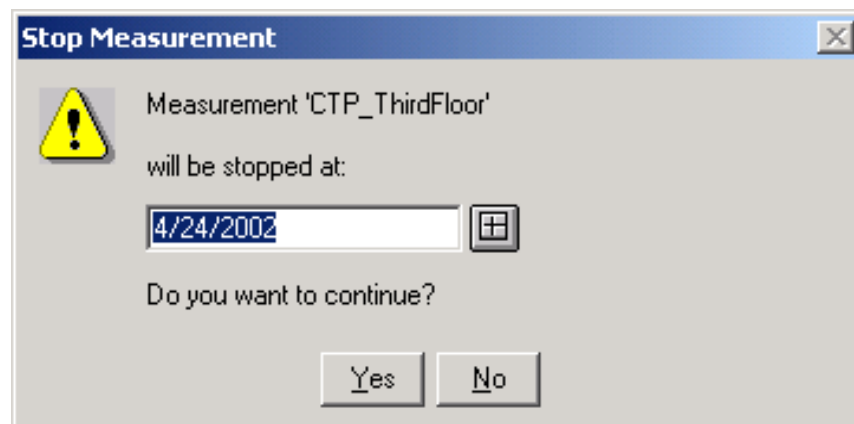 Stop Measurement
Measurement 'CTP_ThirdFloor'
will be stopped at:
4/24/2002
Do you want to continue?
Yes No